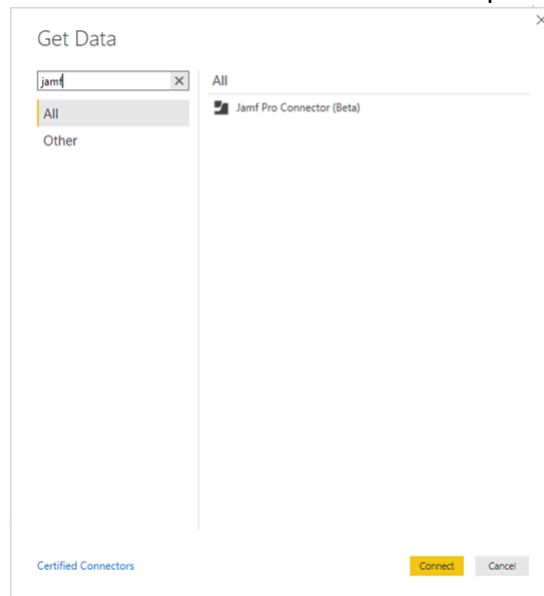 Get Data
jamf
All
Other
All
Jamf Pro Connector (Beta)
Certified Connectors
Connect
Cancel